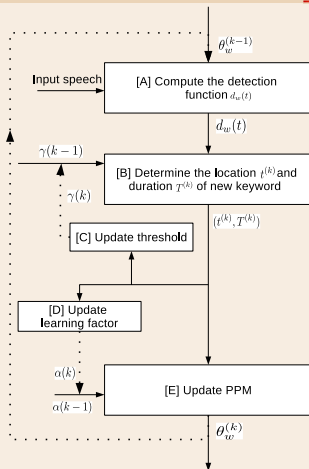 θ_w^{(k−1)}
Input speech
[A] Compute the detection
function d_w(t)
d_w(t)
γ(k−1)
[B] Determine the location t^{(k)} and
duration T^{(k)} of new keyword
γ(k)
(t^{(k)}, T^{(k)})
[C] Update threshold
[D] Update
learning factor
α(k)
[E] Update PPM
α(k−1)
θ_w^{(k)}